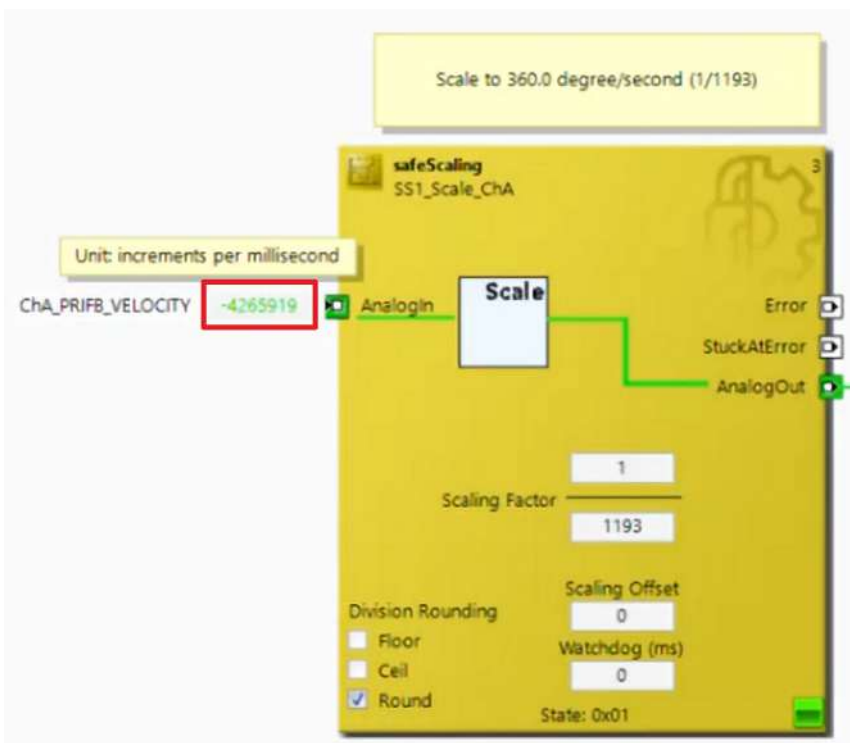 Scale to 360.0 degree/second (1/1193)
safeScaling
3
SS1_Scale_ChA
Unit: increments per millisecond
ChA_PRIFB_VELOCITY -4265919 AnalogIn
Scale
Error
StuckAtError
AnalogOut
Scaling Factor
1
1193
Scaling Offset
0
Division Rounding
Floor
Ceil
Round
Watchdog (ms)
0
State: 0x01